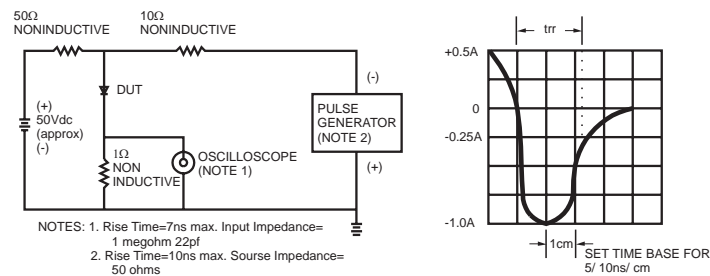 50Ω
NONINDUCTIVE
10Ω
NONINDUCTIVE
trr
+0.5A
(+)
50Vdc
(approx)
(-)
DUT
(-)
PULSE
GENERATOR
(NOTE 2)
(+)
0
-0.25A
1Ω
NON
INDUCTIVE
OSCILLOSCOPE
(NOTE 1)
-1.0A
1cm
SET TIME BASE FOR
5/ 10ns/ cm
NOTES: 1. Rise Time=7ns max. Input Impedance=
1 megohm 22pf
2. Rise Time=10ns max. Sourse Impedance=
50 ohms